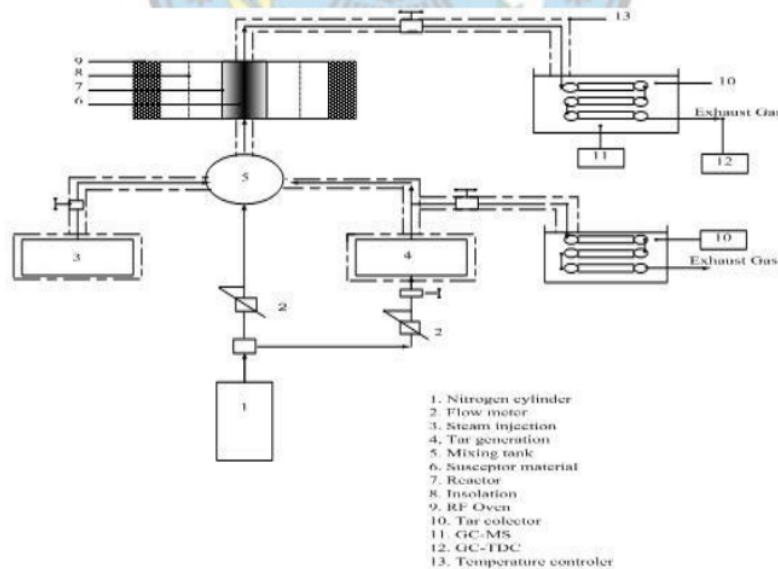 13
9
8
7
6
10
Exhaust Gas
11
12
5
3
4
10
Exhaust Gas
2
2
1
1. Nitrogen cylinder
2. Flow meter
3. Steam injection
4, Tar generation
5. Mixing tank
6. Susceptor material
7. Reactor
8. Insolation
9. RF Oven
10. Tar colector
11. GC-MS
12. GC-TDC
13. Temperature controler